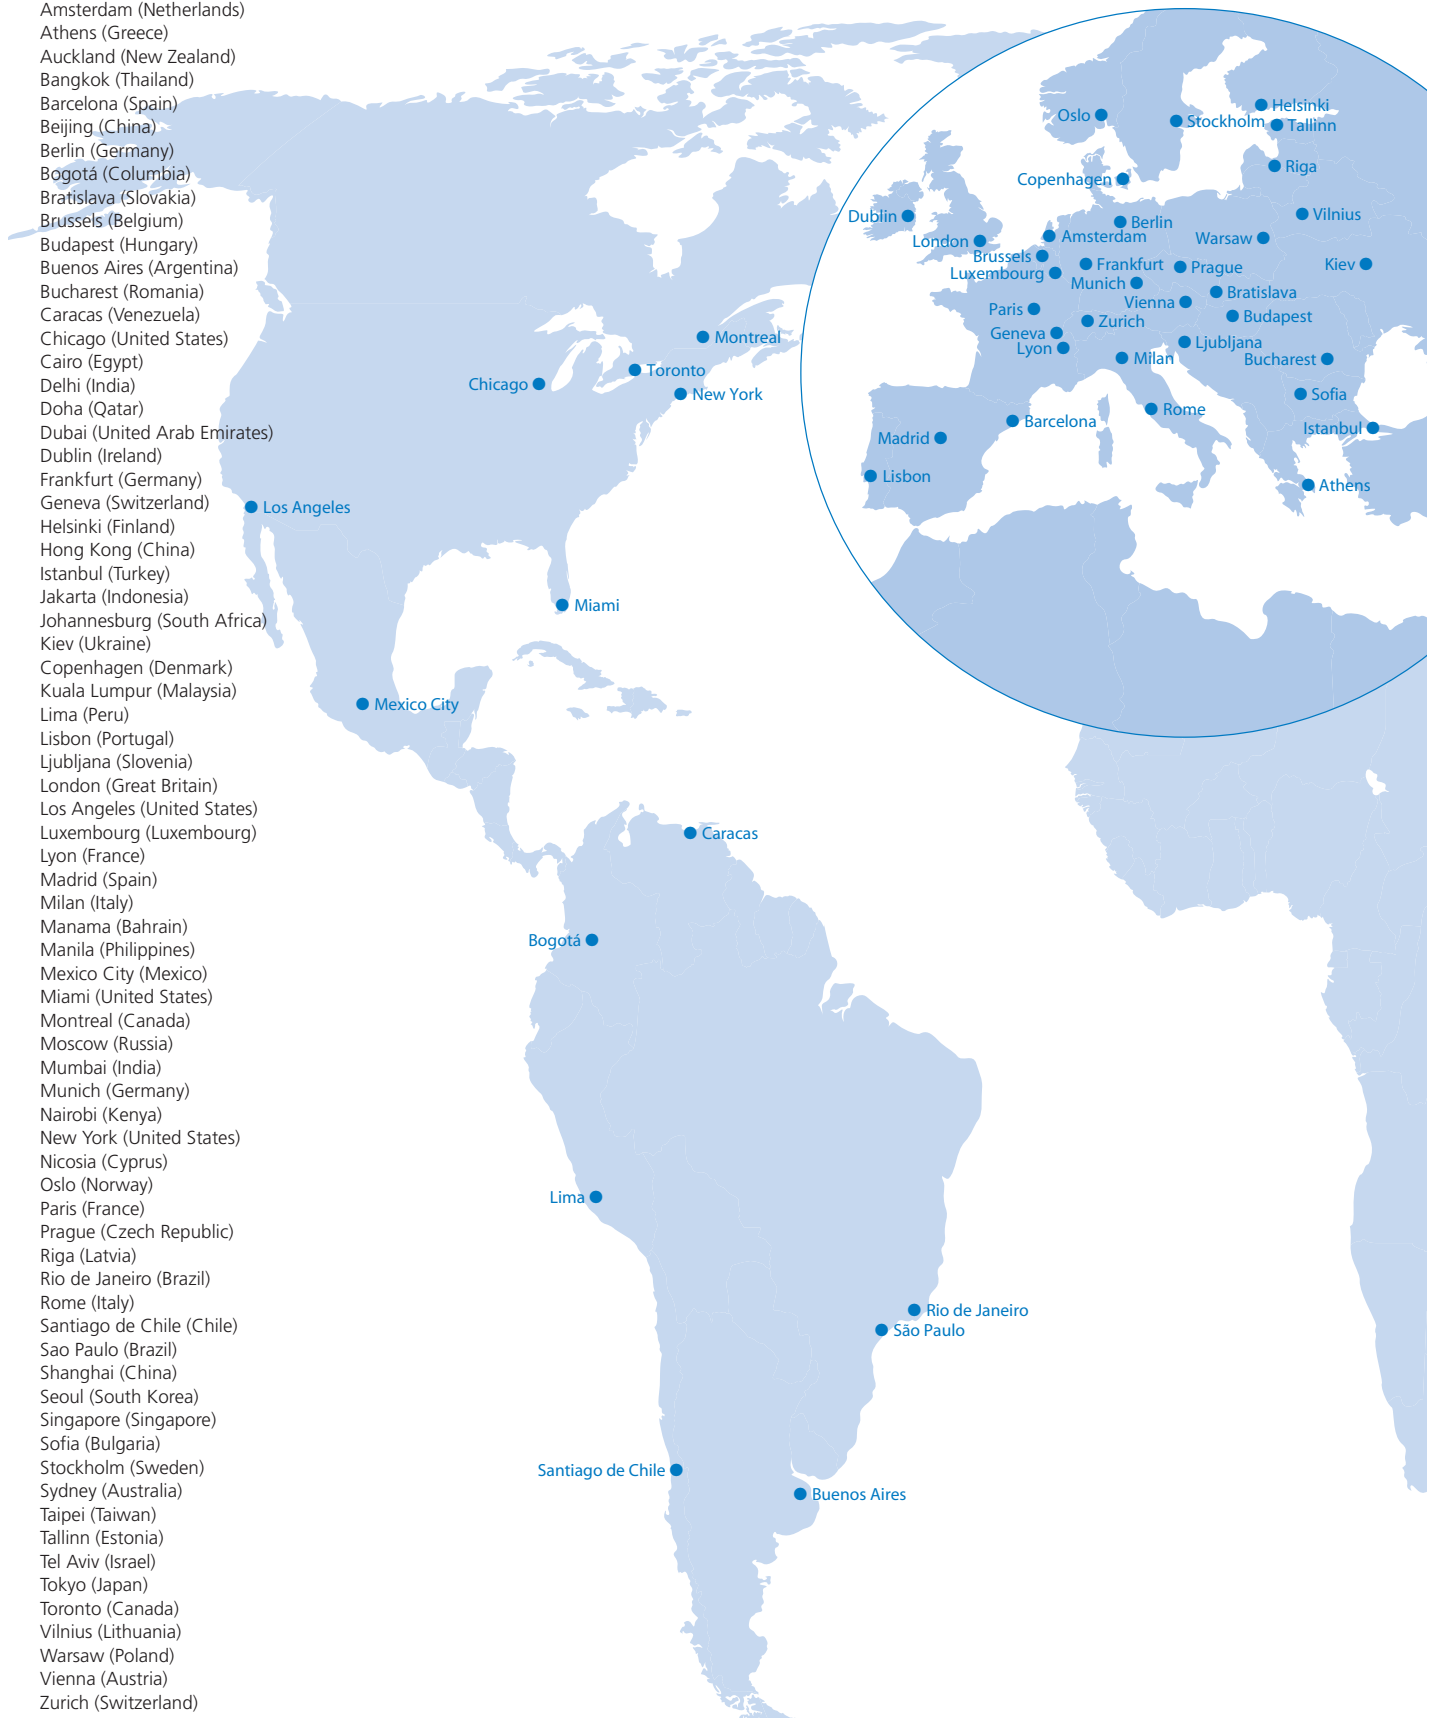 Amsterdam (Netherlands)
Athens (Greece)
Auckland (New Zealand)
Bangkok (Thailand)
Barcelona (Spain)
Beijing (China)
Berlin (Germany)
Bogotá (Columbia)
Bratislava (Slovakia)
Brussels (Belgium)
Budapest (Hungary)
Buenos Aires (Argentina)
Bucharest (Romania)
Caracas (Venezuela)
Chicago (United States)
Cairo (Egypt)
Delhi (India)
Doha (Qatar)
Dubai (United Arab Emirates)
Dublin (Ireland)
Frankfurt (Germany)
Geneva (Switzerland)
Helsinki (Finland)
Hong Kong (China)
Istanbul (Turkey)
Jakarta (Indonesia)
Johannesburg (South Africa)
Kiev (Ukraine)
Copenhagen (Denmark)
Kuala Lumpur (Malaysia)
Lima (Peru)
Lisbon (Portugal)
Ljubljana (Slovenia)
London (Great Britain)
Los Angeles (United States)
Luxembourg (Luxembourg)
Lyon (France)
Madrid (Spain)
Milan (Italy)
Manama (Bahrain)
Manila (Philippines)
Mexico City (Mexico)
Miami (United States)
Montreal (Canada)
Moscow (Russia)
Mumbai (India)
Munich (Germany)
Nairobi (Kenya)
New York (United States)
Nicosia (Cyprus)
Oslo (Norway)
Paris (France)
Prague (Czech Republic)
Riga (Latvia)
Rio de Janeiro (Brazil)
Rome (Italy)
Santiago de Chile (Chile)
Sao Paulo (Brazil)
Shanghai (China)
Seoul (South Korea)
Singapore (Singapore)
Sofia (Bulgaria)
Stockholm (Sweden)
Sydney (Australia)
Taipei (Taiwan)
Tallinn (Estonia)
Tel Aviv (Israel)
Tokyo (Japan)
Toronto (Canada)
Vilnius (Lithuania)
Warsaw (Poland)
Vienna (Austria)
Zurich (Switzerland)
Helsinki
Oslo
Stockholm
Tallinn
Riga
Copenhagen
Dublin
Vilnius
Berlin
Amsterdam
Warsaw
London
Brussels
Frankfurt
Prague
Kiev
Luxembourg
Munich
Bratislava
Vienna
Paris
Budapest
Zurich
Geneva
Ljubljana
Lyon
Milan
Bucharest
Sofia
Rome
Barcelona
Istanbul
Madrid
Lisbon
Athens
Montreal
Toronto
Chicago
New York
Los Angeles
Miami
Mexico City
Caracas
Bogotá
Lima
Rio de Janeiro
São Paulo
Santiago de Chile
Buenos Aires